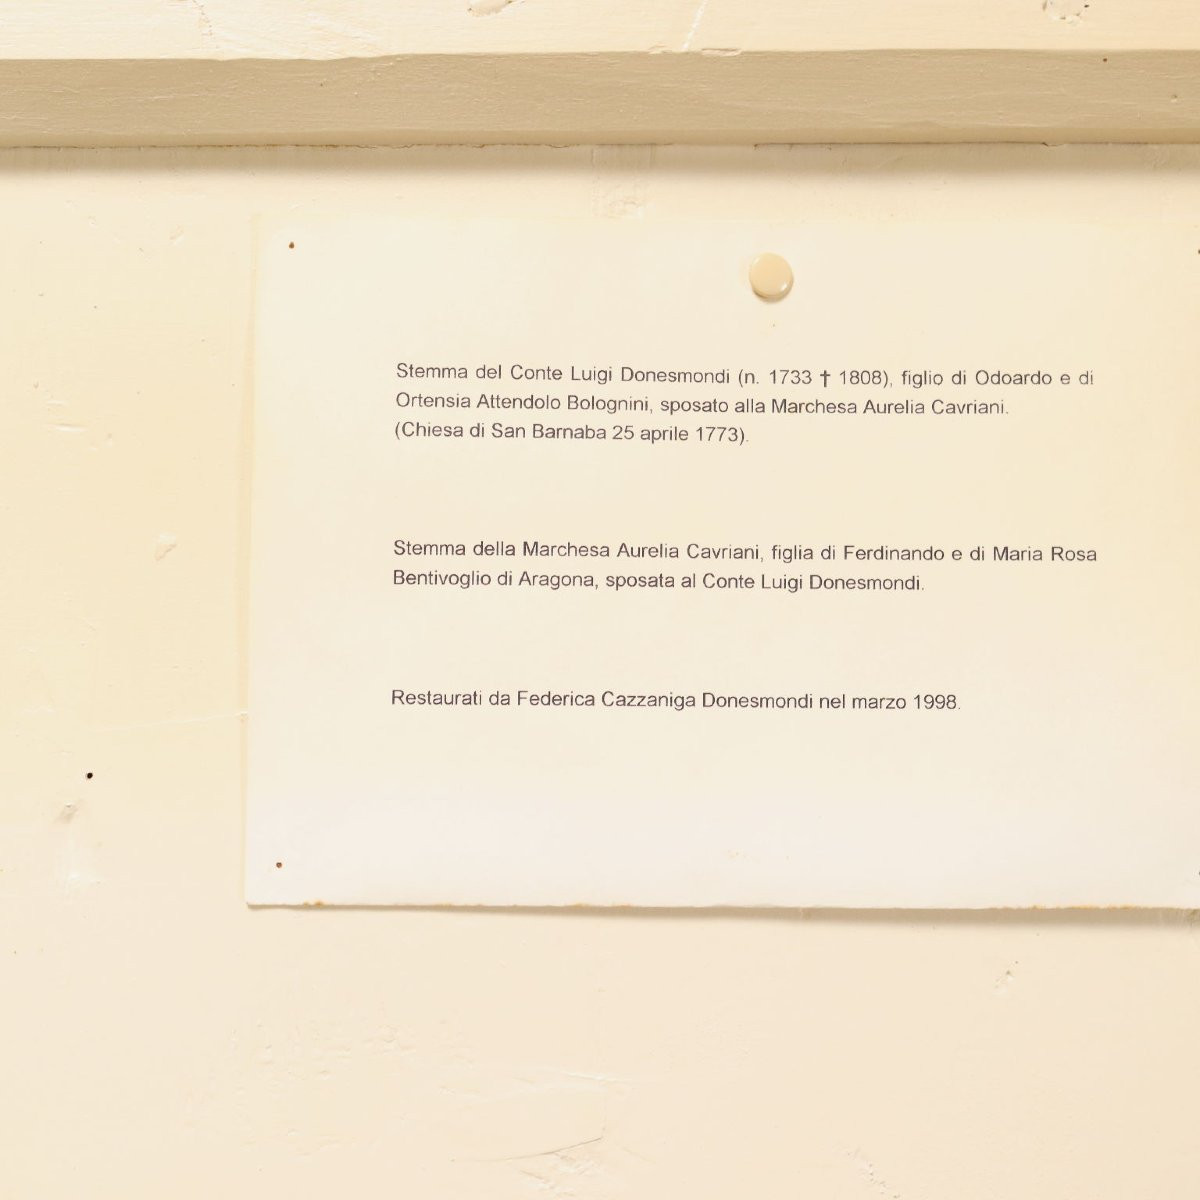 Stemma del Conte Luigi Donesmondi (n. 1733 † 1808), figlio di Odoardo e di
Ortensia Attendolo Bolognini, sposato alla Marchesa Aurelia Cavriani.
(Chiesa di San Barnaba 25 aprile 1773).
Stemma della Marchesa Aurelia Cavriani, figlia di Ferdinando e di Maria Rosa
Bentivoglio di Aragona, sposata al Conte Luigi Donesmondi.
Restaurati da Federica Cazzaniga Donesmondi nel marzo 1998.